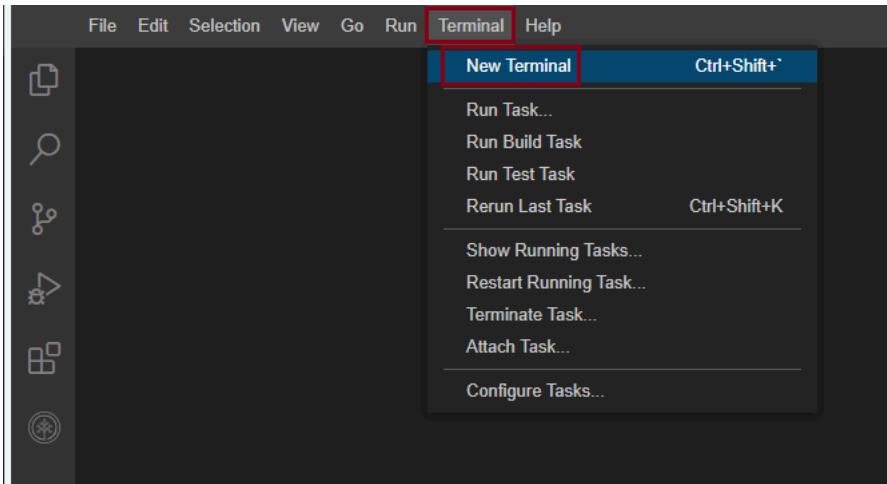 File Edit Selection View Go Run Terminal Help
New Terminal Ctrl+Shift+`
Run Task...
Run Build Task
Run Test Task
Rerun Last Task Ctrl+Shift+K
Show Running Tasks...
Restart Running Task...
Terminate Task...
Attach Task...
Configure Tasks...